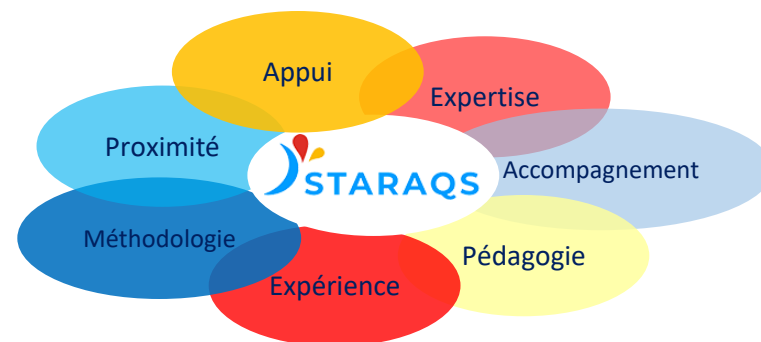 Appui
Expertise
Proximité
Accompagnement
STARAQS
Méthodologie
Pédagogie
Expérience